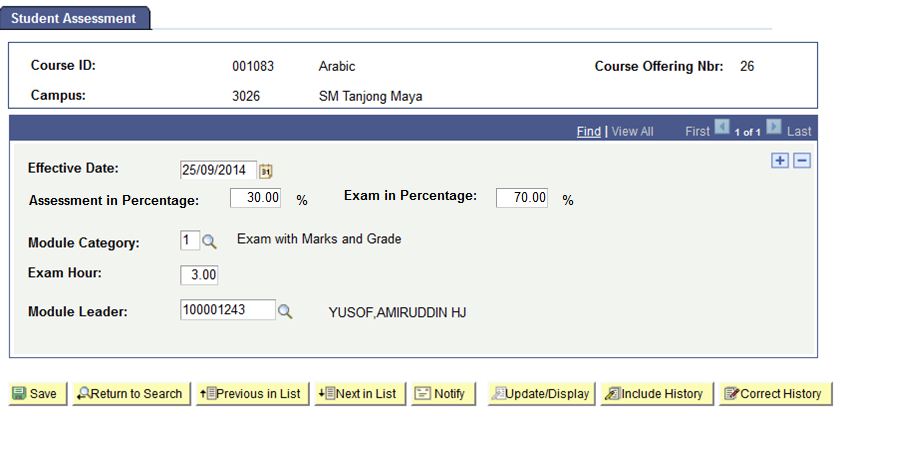 Student Assessment
Course ID: 001083 Arabic Course Offering Nbr: 26
Campus: 3026 SM Tanjong Maya
Find | View All First 1 of 1 Last
Effective Date: 25/09/2014 31
Assessment in Percentage: 30.00 % Exam in Percentage: 70.00 %
Module Category: 1 Exam with Marks and Grade
Exam Hour: 3.00
Module Leader: 100001243 YUSOF,AMIRUDDIN HJ
Save Return to Search Previous in List Next in List Notify Update/Display Include History Correct History